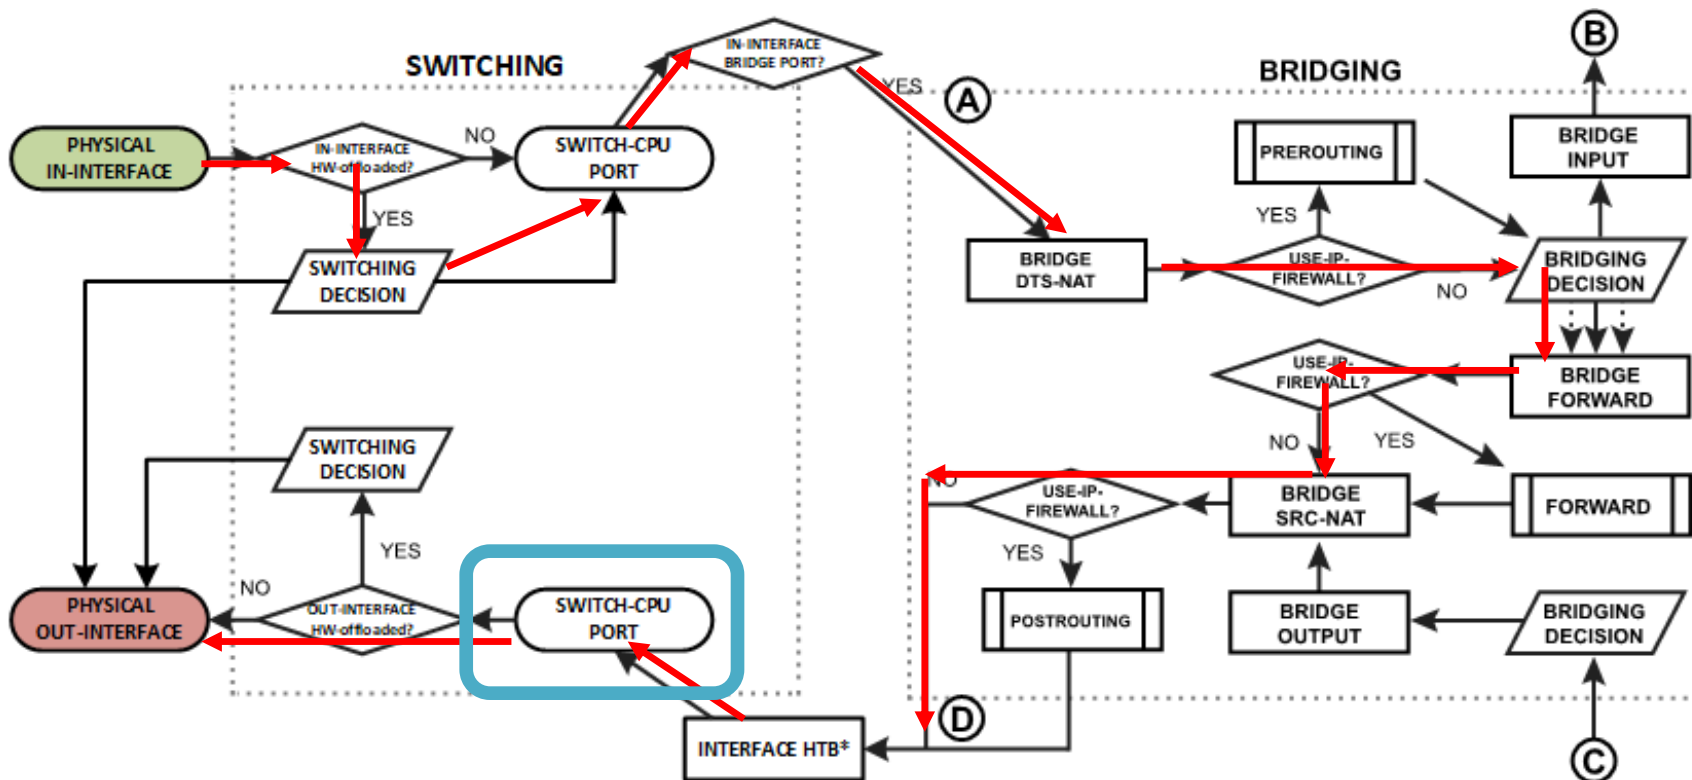 SWITCHING
BRIDGING
IN-INTERFACE
BRIDGE PORT?
YES
A
B
PHYSICAL
IN-INTERFACE
IN-INTERFACE
HW-offloaded?
NO
YES
SWITCH-CPU
PORT
SWITCHING
DECISION
PREROUTING
BRIDGE
INPUT
YES
BRIDGE
DTS-NAT
USE-IP-
FIREWALL?
NO
BRIDGING
DECISION
USE-IP-
FIREWALL?
BRIDGE
FORWARD
NO
YES
SWITCHING
DECISION
NO
USE-IP-
FIREWALL?
BRIDGE
SRC-NAT
FORWARD
YES
YES
NO
PHYSICAL
OUT-INTERFACE
OUT-INTERFACE
HW-offloaded?
SWITCH-CPU
PORT
POSTROUTING
BRIDGE
OUTPUT
BRIDGING
DECISION
D
INTERFACE HTB*
C